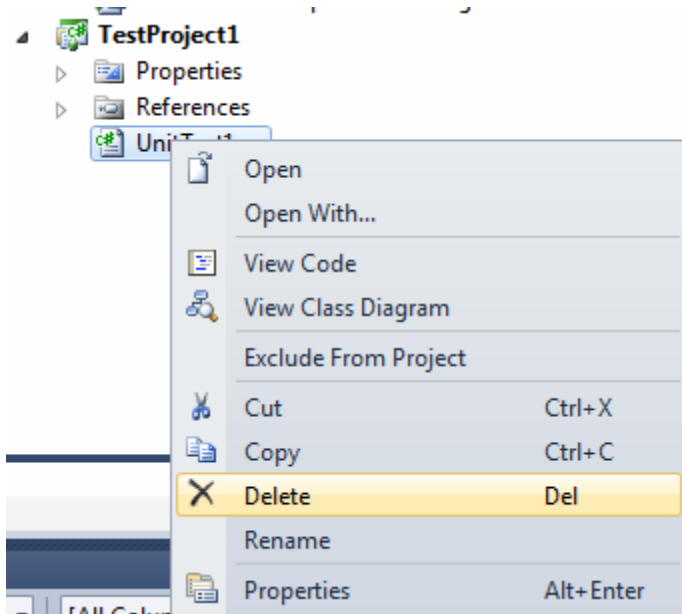 TestProject1
Properties
References
UnitTest1
Open
Open With...
View Code
View Class Diagram
Exclude From Project
Cut Ctrl+X
Copy Ctrl+C
Delete Del
Rename
Properties Alt+Enter